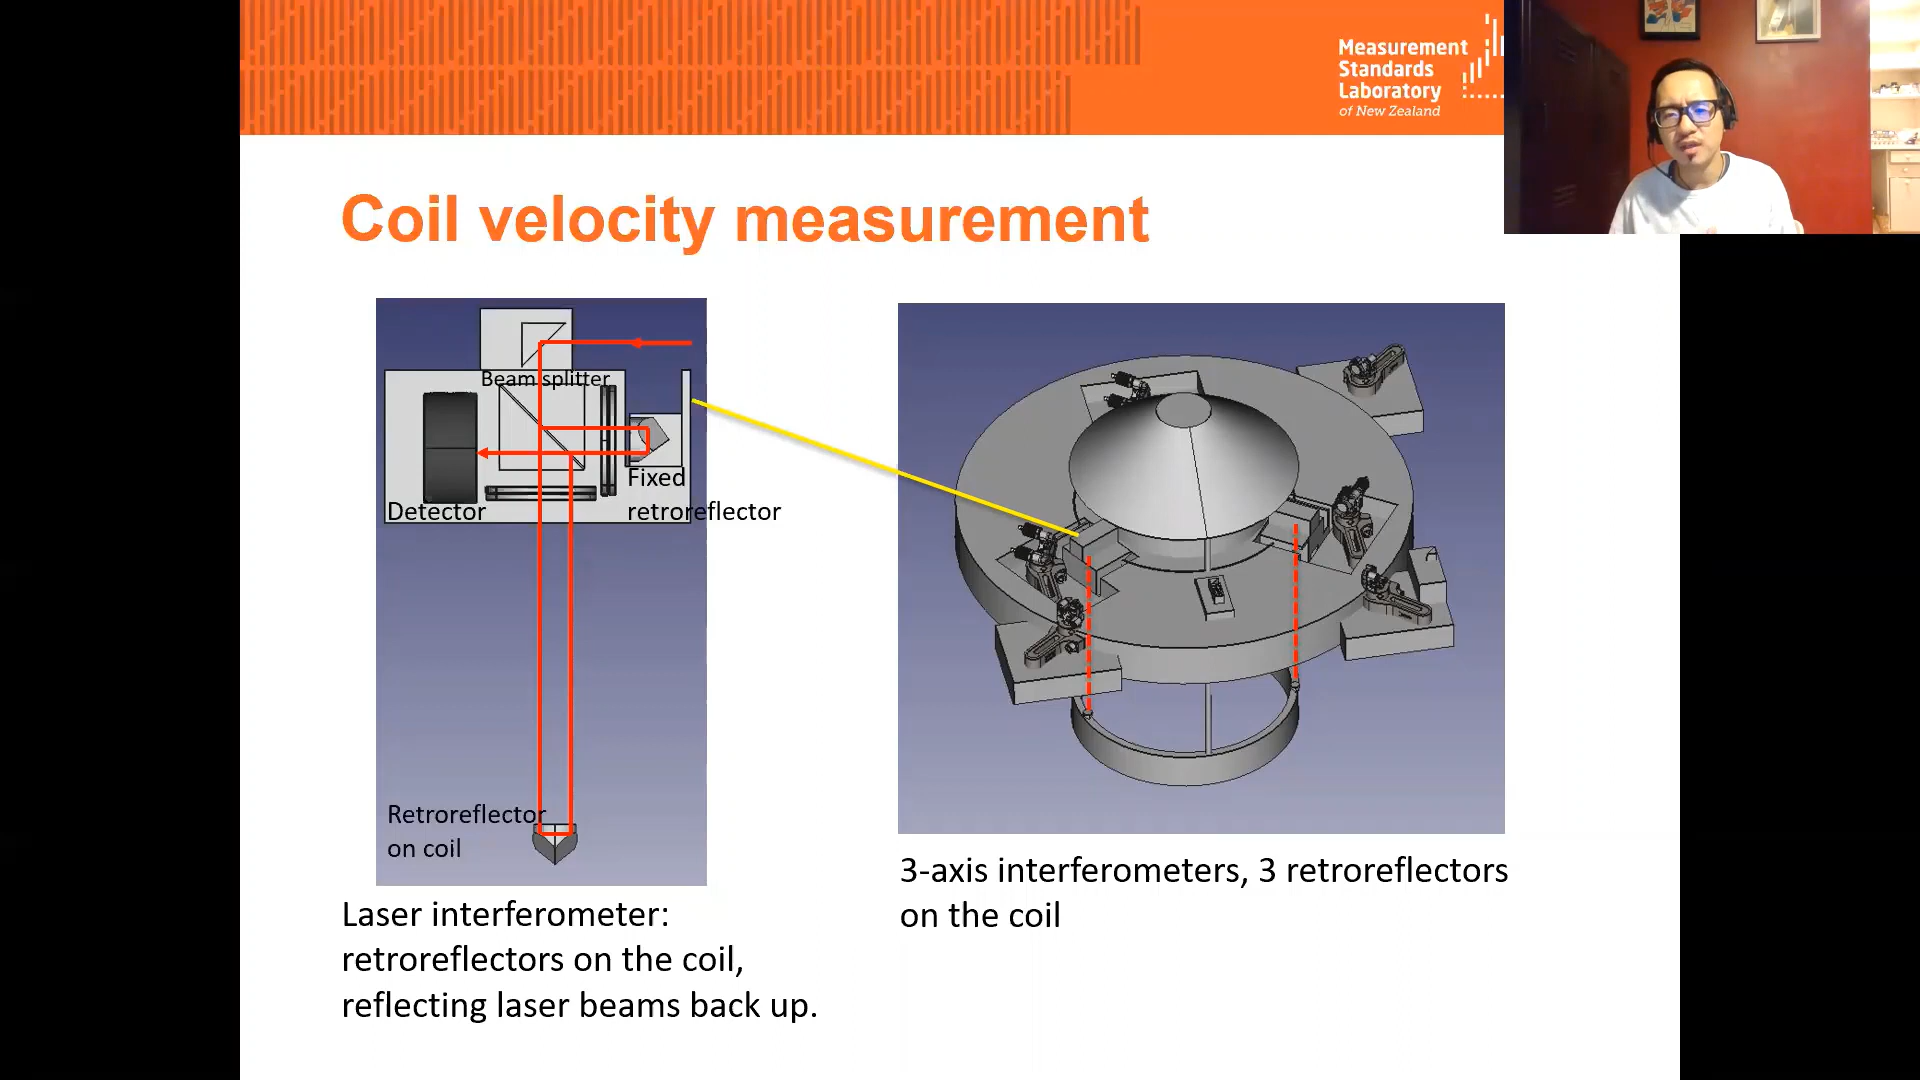 Measurement
Standards
Laboratory
of New Zealand
Coil velocity measurement
Beam splitter
Fixed
retroreflector
Detector
Retroreflector
on coil
Laser interferometer:
retroreflectors on the coil,
reflecting laser beams back up.
3-axis interferometers, 3 retroreflectors
on the coil